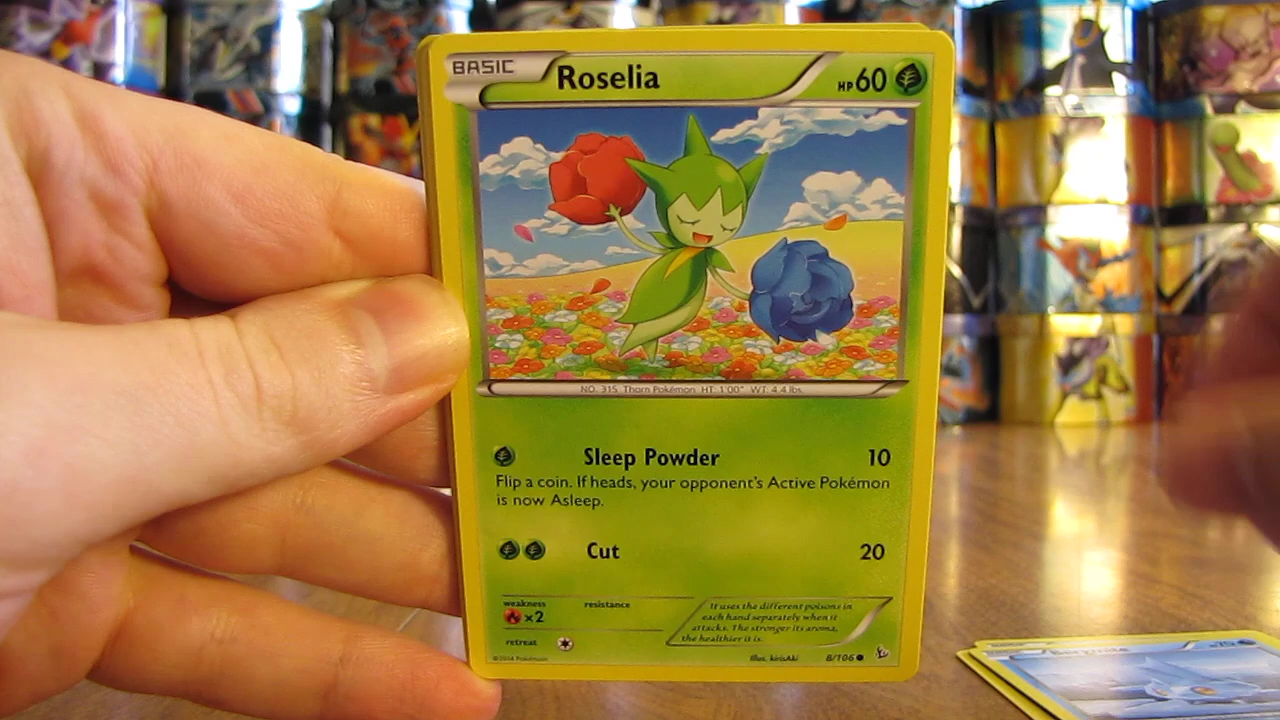 BASIC
Roselia
HP 60
NO. 315 Thorn Pokémon HT: 1'00" WT: 4.4 lbs.
Sleep Powder 10
Flip a coin. If heads, your opponent's Active Pokémon
is now Asleep.
Cut 20
weakness resistance
×2
It uses the different poisons in
each hand separately when it
attacks. The stronger its aroma,
the healthier it is.
retreat
©2014 Pokémon
Illus. kirisAki
8/106
Bergmite